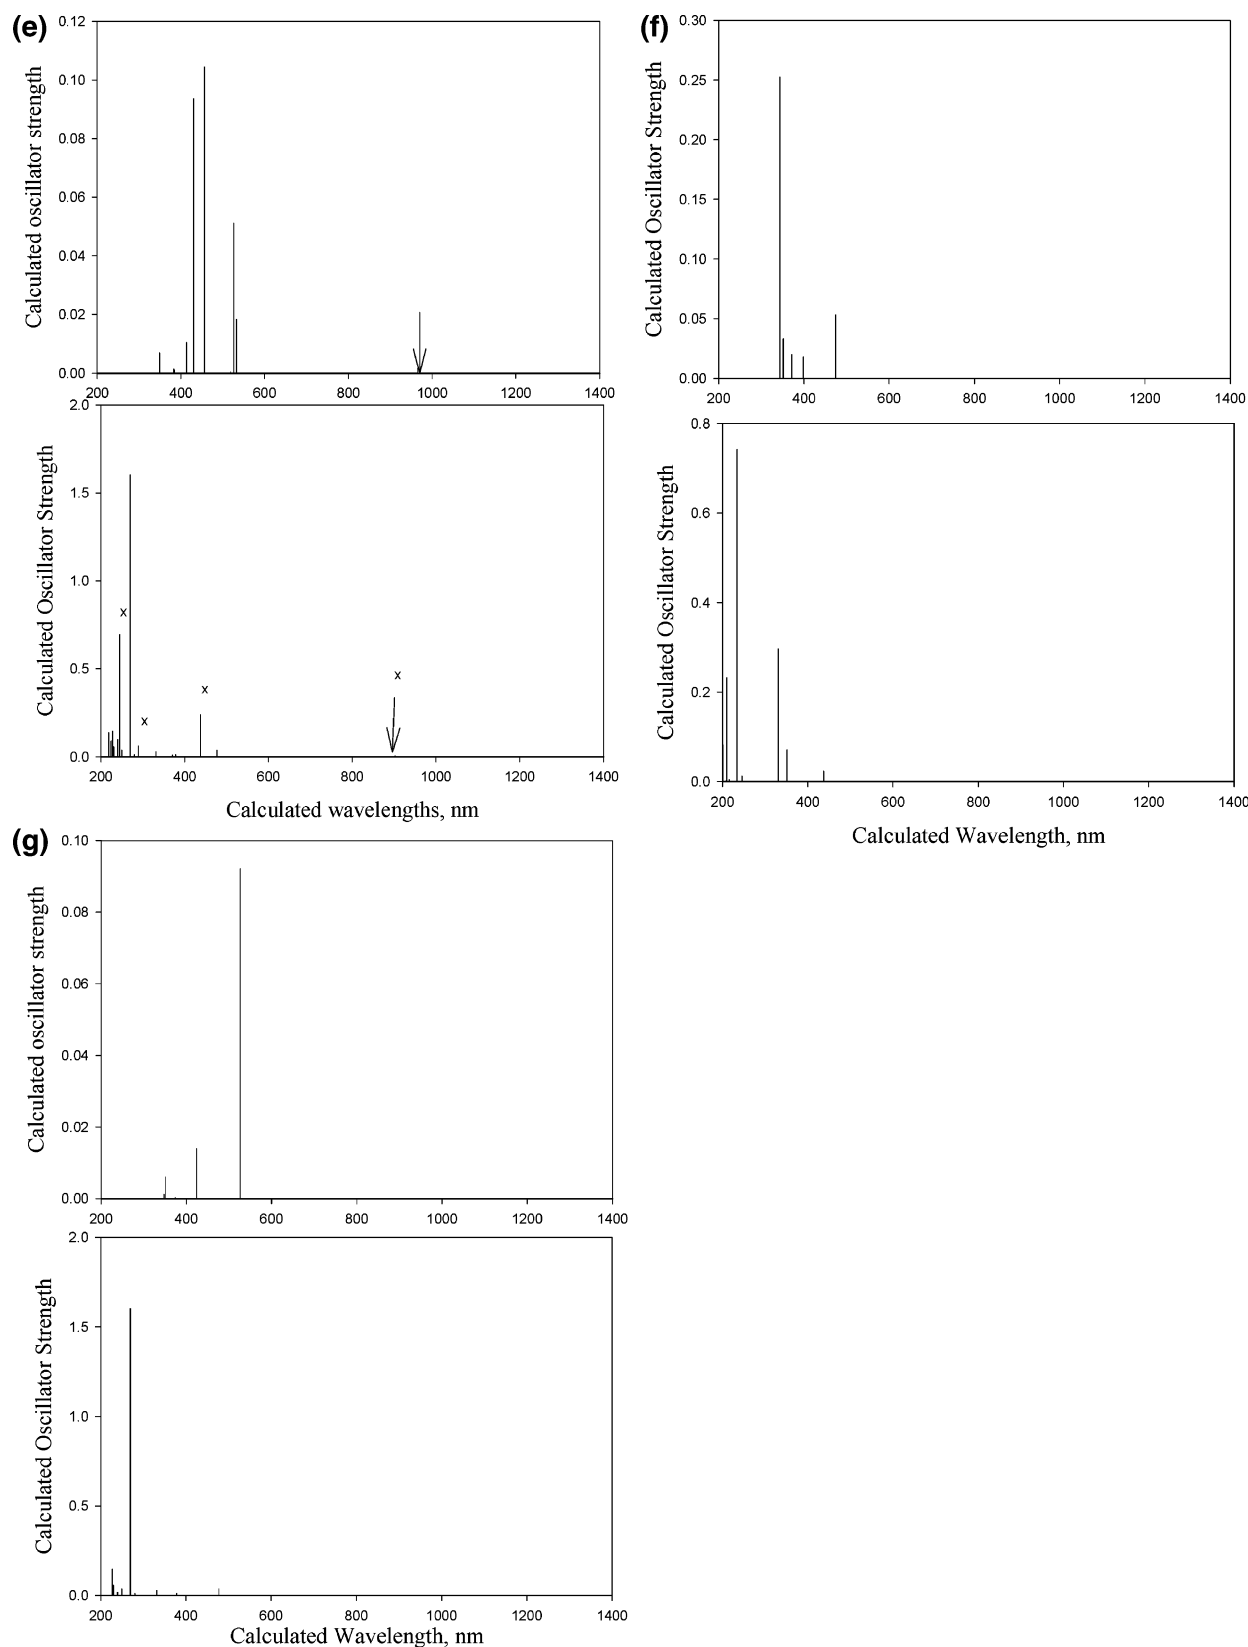 (e)
Calculated oscillator strength
0.12
0.10
0.08
0.06
0.04
0.02
0.00
200 400 600 800 1000 1200 1400
Calculated Oscillator Strength
2.0
1.5
1.0
0.5
0.0
x
x
x
x
200 400 600 800 1000 1200 1400
Calculated wavelengths, nm
(f)
Calculated Oscillator Strength
0.30
0.25
0.20
0.15
0.10
0.05
0.00
200 400 600 800 1000 1200 1400
Calculated Oscillator Strength
0.8
0.6
0.4
0.2
0.0
200 400 600 800 1000 1200 1400
Calculated Wavelength, nm
(g)
Calculated oscillator strength
0.10
0.08
0.06
0.04
0.02
0.00
200 400 600 800 1000 1200 1400
Calculated Oscillator Strength
2.0
1.5
1.0
0.5
0.0
200 400 600 800 1000 1200 1400
Calculated Wavelength, nm